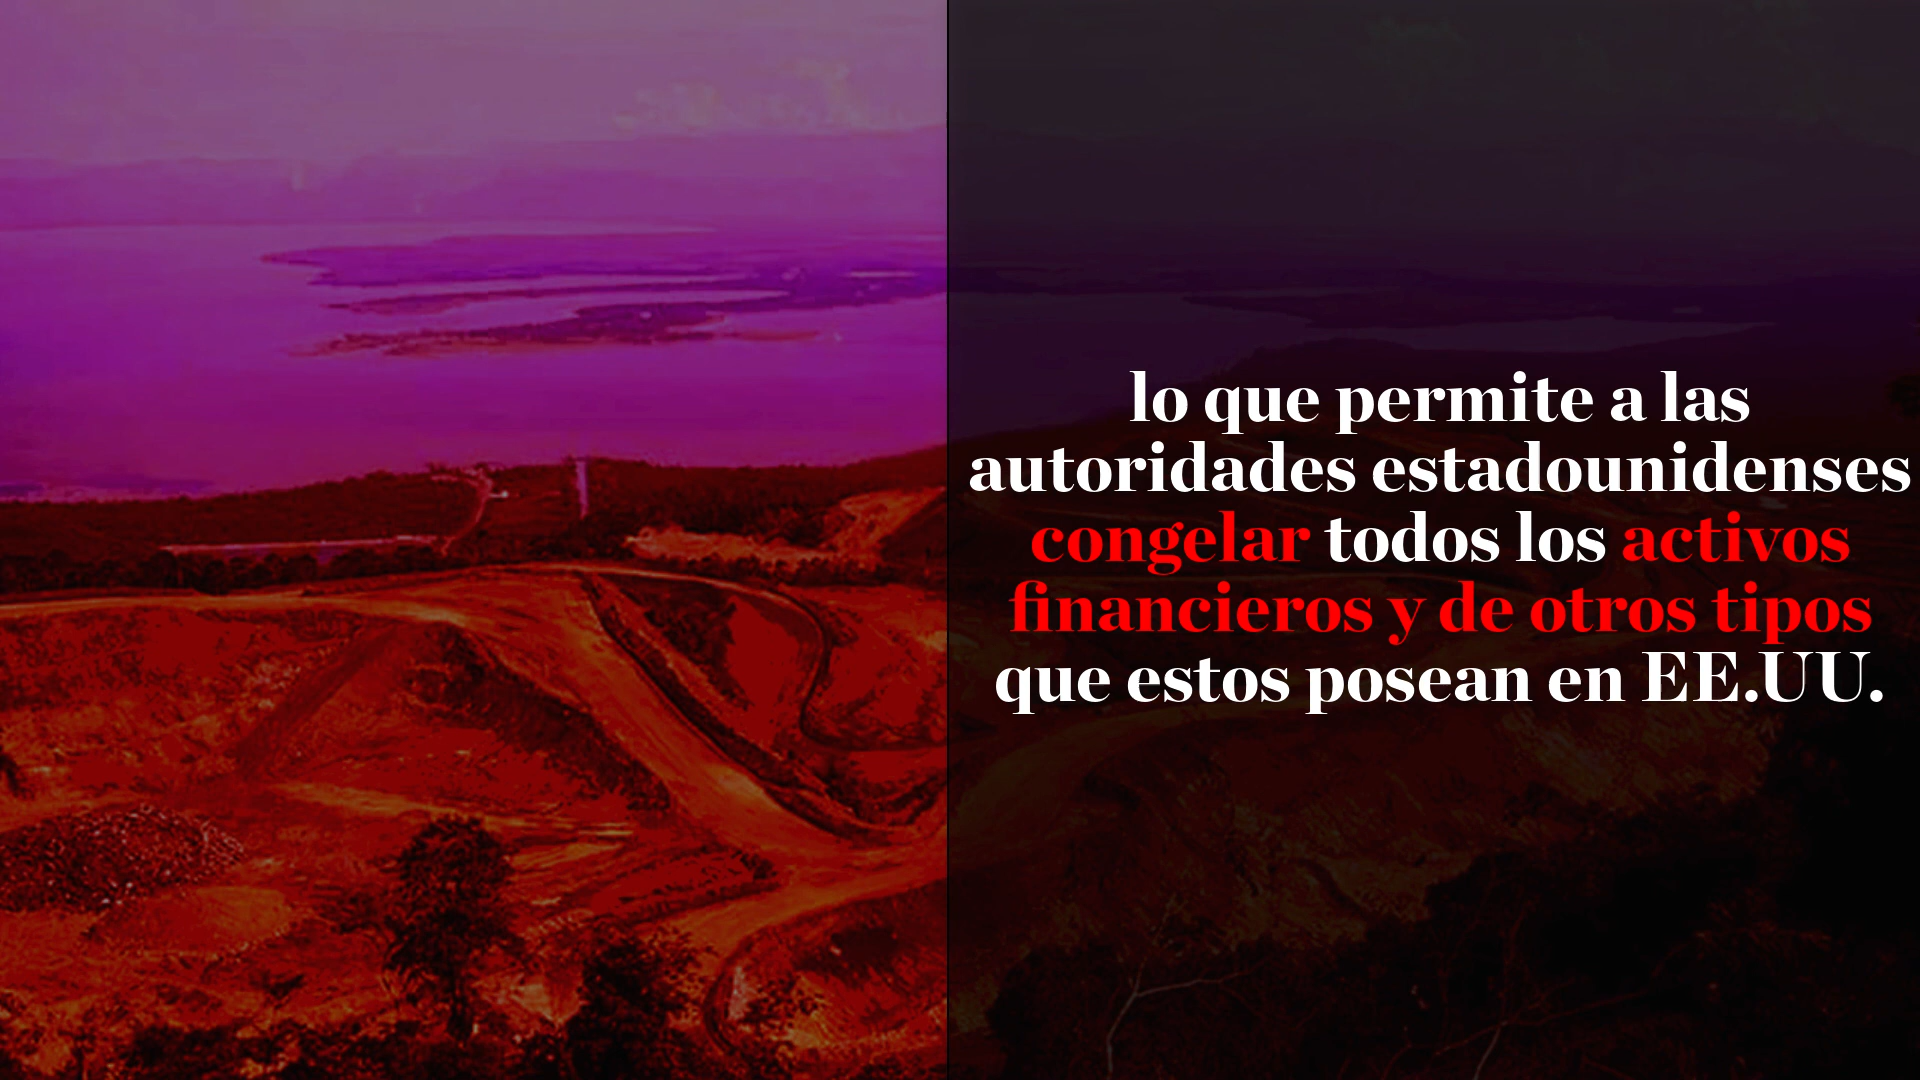 lo que permite a las
autoridades estadounidenses
congelar todos los activos
financieros y de otros tipos
que estos posean en EE.UU.